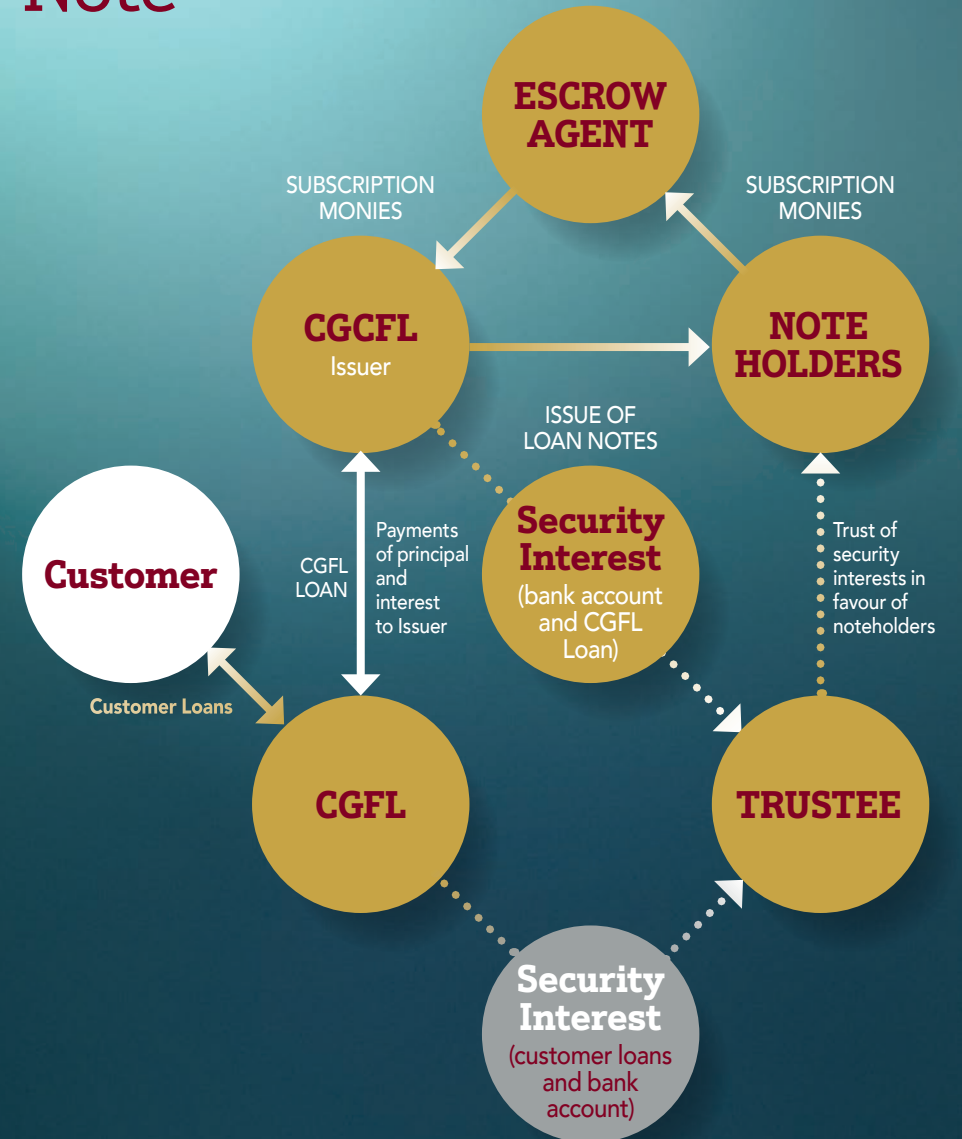 Note
ESCROW
AGENT
SUBSCRIPTION
MONIES
SUBSCRIPTION
MONIES
CGCFL
Issuer
NOTE
HOLDERS
ISSUE OF
LOAN NOTES
Customer
CGFL
LOAN
Payments
of principal
and
interest
to Issuer
Security
Interest
(bank account
and CGFL
Loan)
Trust of
security
interests in
favour of
noteholders
Customer Loans
CGFL
TRUSTEE
Security
Interest
(customer loans
and bank
account)